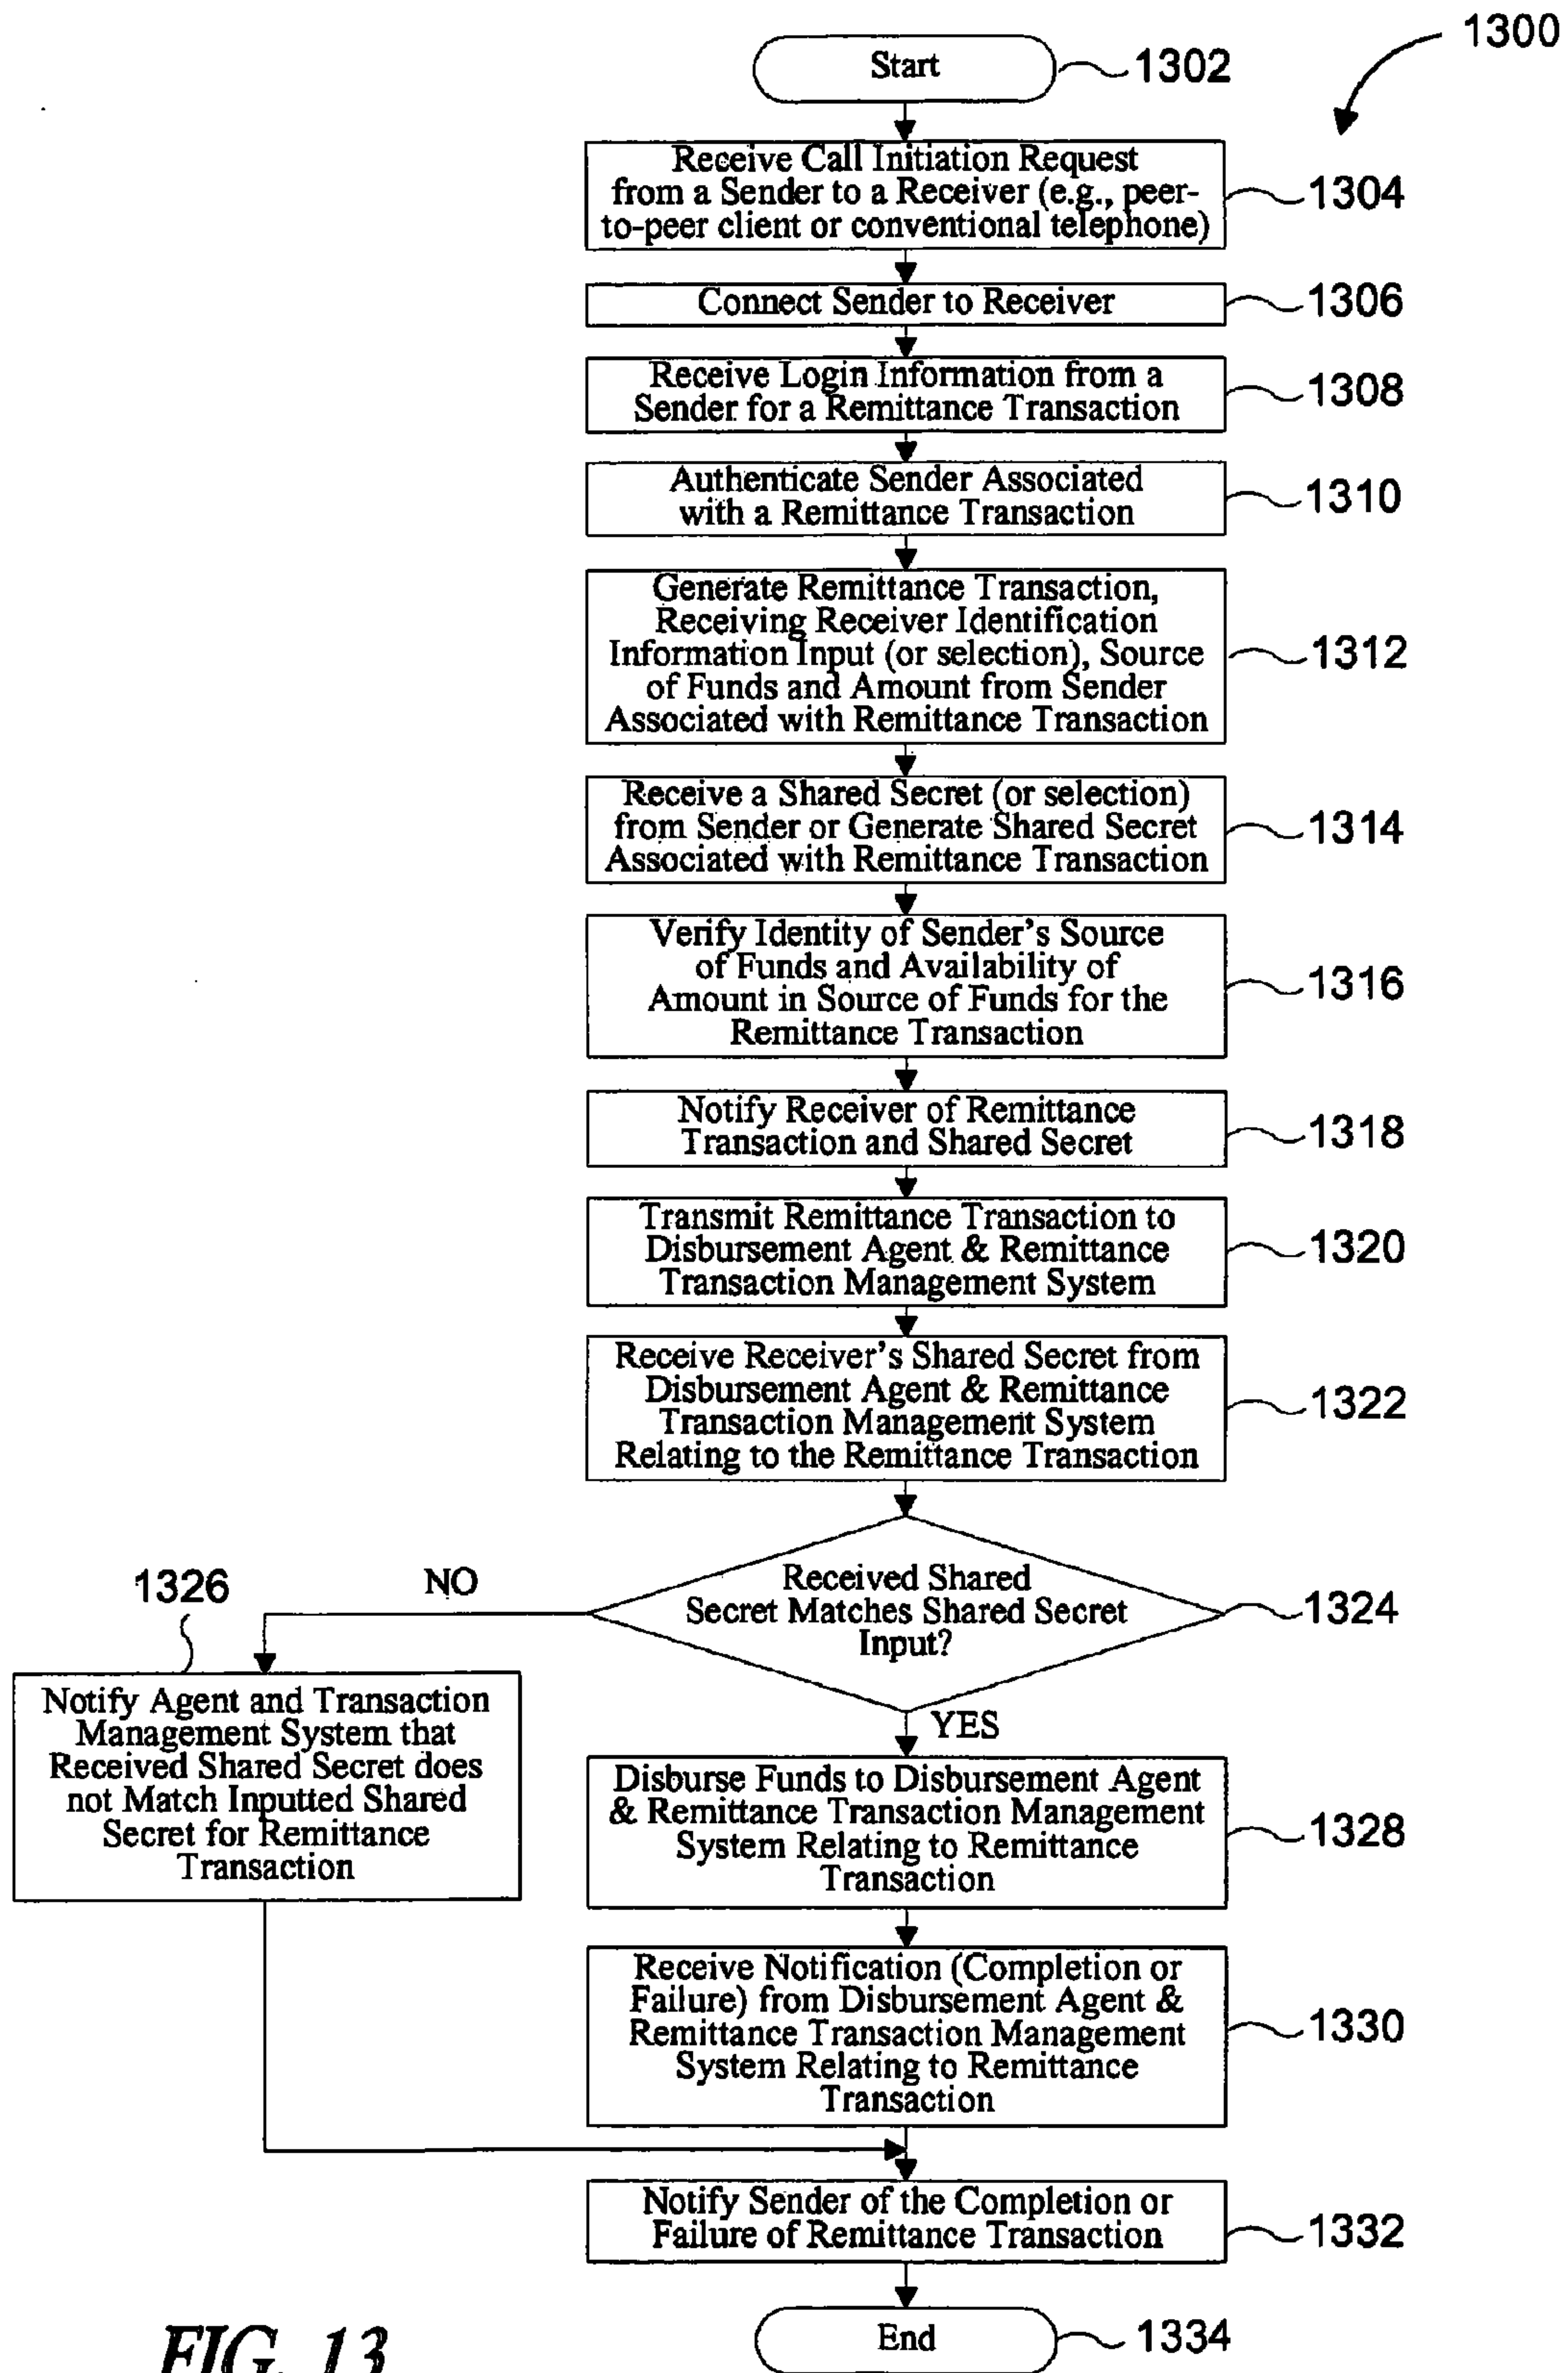 1300
Start
1302
Receive Call Initiation Request
from a Sender to a Receiver (e.g., peer-
to-peer client or conventional telephone)
1304
Connect Sender to Receiver
1306
Receive Login Information from a
Sender for a Remittance Transaction
1308
Authenticate Sender Associated
with a Remittance Transaction
1310
Generate Remittance Transaction,
Receiving Receiver Identification
Information Input (or selection), Source
of Funds and Amount from Sender
Associated with Remittance Transaction
1312
Receive a Shared Secret (or selection)
from Sender or Generate Shared Secret
Associated with Remittance Transaction
1314
Verify Identity of Sender's Source
of Funds and Availability of
Amount in Source of Funds for the
Remittance Transaction
1316
Notify Receiver of Remittance
Transaction and Shared Secret
1318
Transmit Remittance Transaction to
Disbursement Agent & Remittance
Transaction Management System
1320
Receive Receiver's Shared Secret from
Disbursement Agent & Remittance
Transaction Management System
Relating to the Remittance Transaction
1322
Received Shared
Secret Matches Shared Secret
Input?
1324
NO
1326
Notify Agent and Transaction
Management System that
Received Shared Secret does
not Match Inputted Shared
Secret for Remittance
Transaction
YES
Disburse Funds to Disbursement Agent
& Remittance Transaction Management
System Relating to Remittance
Transaction
1328
Receive Notification (Completion or
Failure) from Disbursement Agent &
Remittance Transaction Management
System Relating to Remittance
Transaction
1330
Notify Sender of the Completion or
Failure of Remittance Transaction
1332
End
1334
FIG. 13